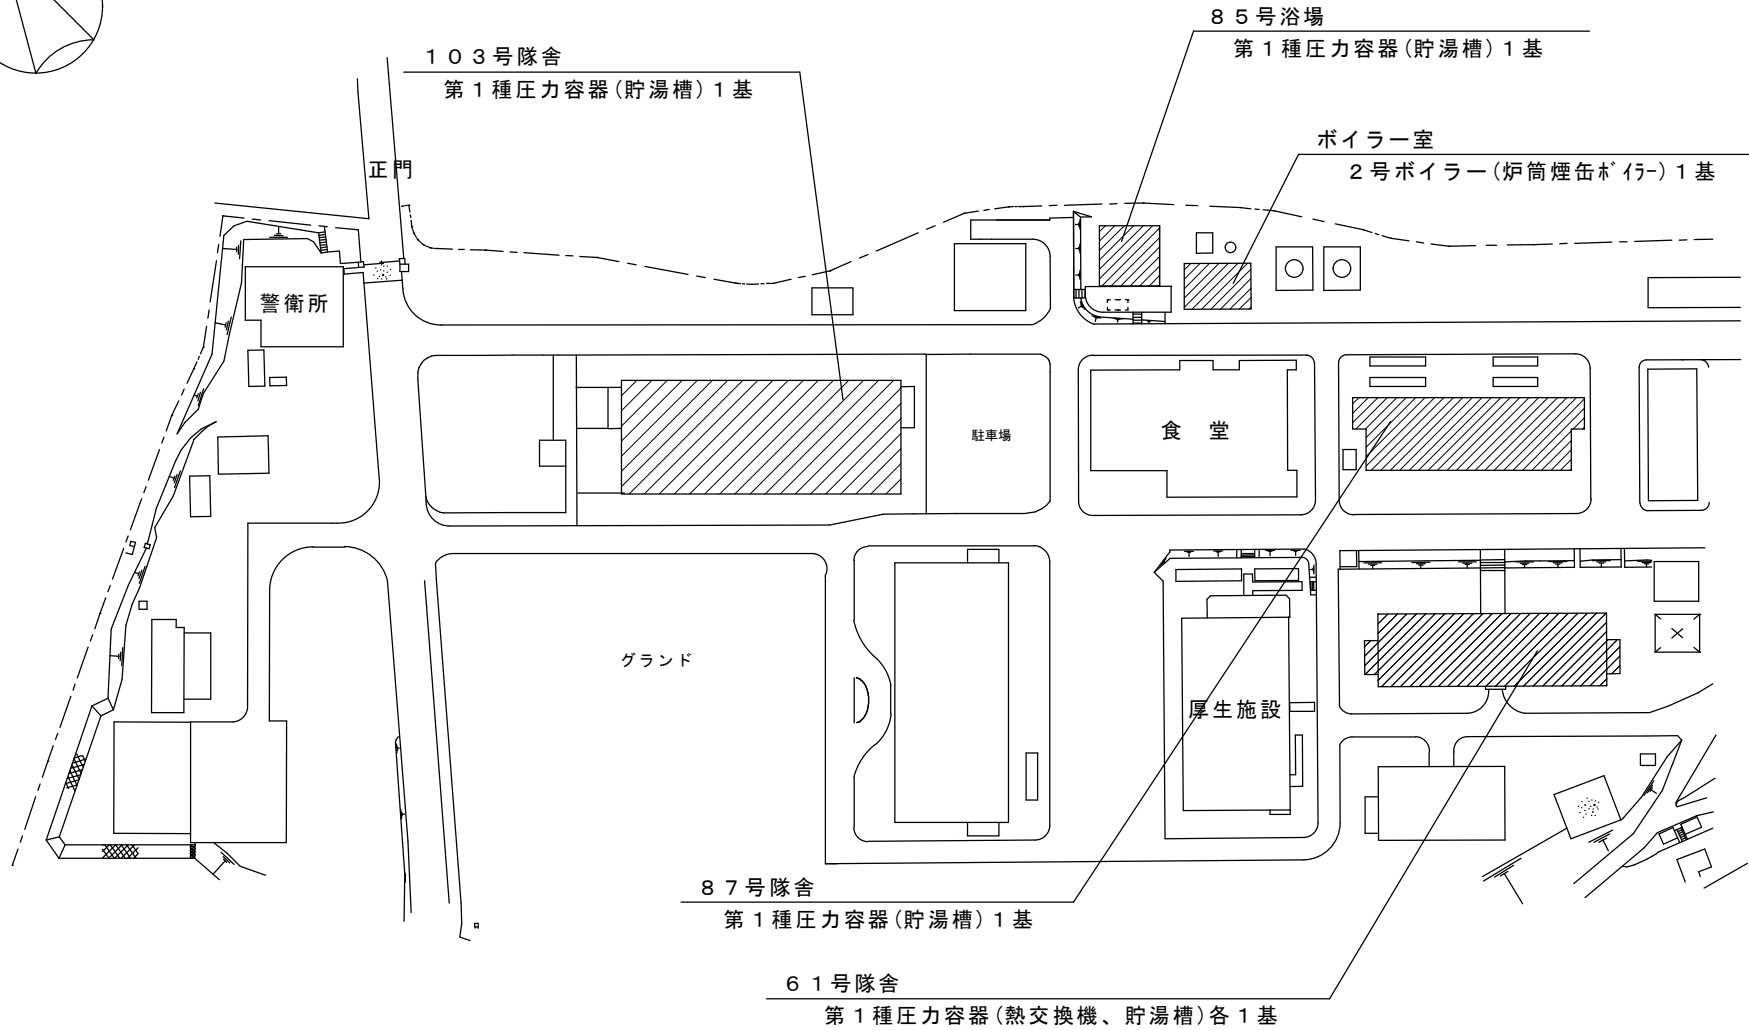 ８５号浴場
第１種圧力容器(貯湯槽)１基
１０３号隊舎
第１種圧力容器(貯湯槽)１基
ボイラー室
２号ボイラー(炉筒煙缶ﾎﾞｲﾗｰ)１基
正門
警衛所
駐車場
食　堂
グランド
厚生施設
８７号隊舎
第１種圧力容器(貯湯槽)１基
６１号隊舎
第１種圧力容器(熱交換機、貯湯槽)各１基